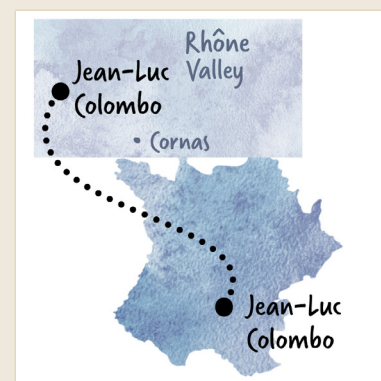 Rhône
Valley
Jean-Luc
Colombo
Cornas
Jean-Luc
Colombo